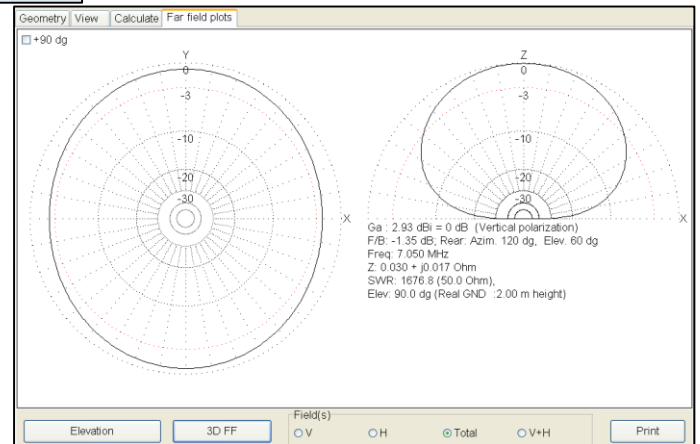 Geometry View Calculate Far field plots
+90 dg
Y
0
-3
-10
-20
-30
X
Z
0
-3
-10
-20
-30
X
Ga : 2.93 dBi = 0 dB (Vertical polarization)
F/B: -1.35 dB; Rear: Azim. 120 dg, Elev. 60 dg
Freq: 7.050 MHz
Z: 0.030 + j0.017 Ohm
SWR: 1676.8 (50.0 Ohm),
Elev: 90.0 dg (Real GND :2.00 m height)
Field(s)
Elevation 3D FF V H Total V+H Print